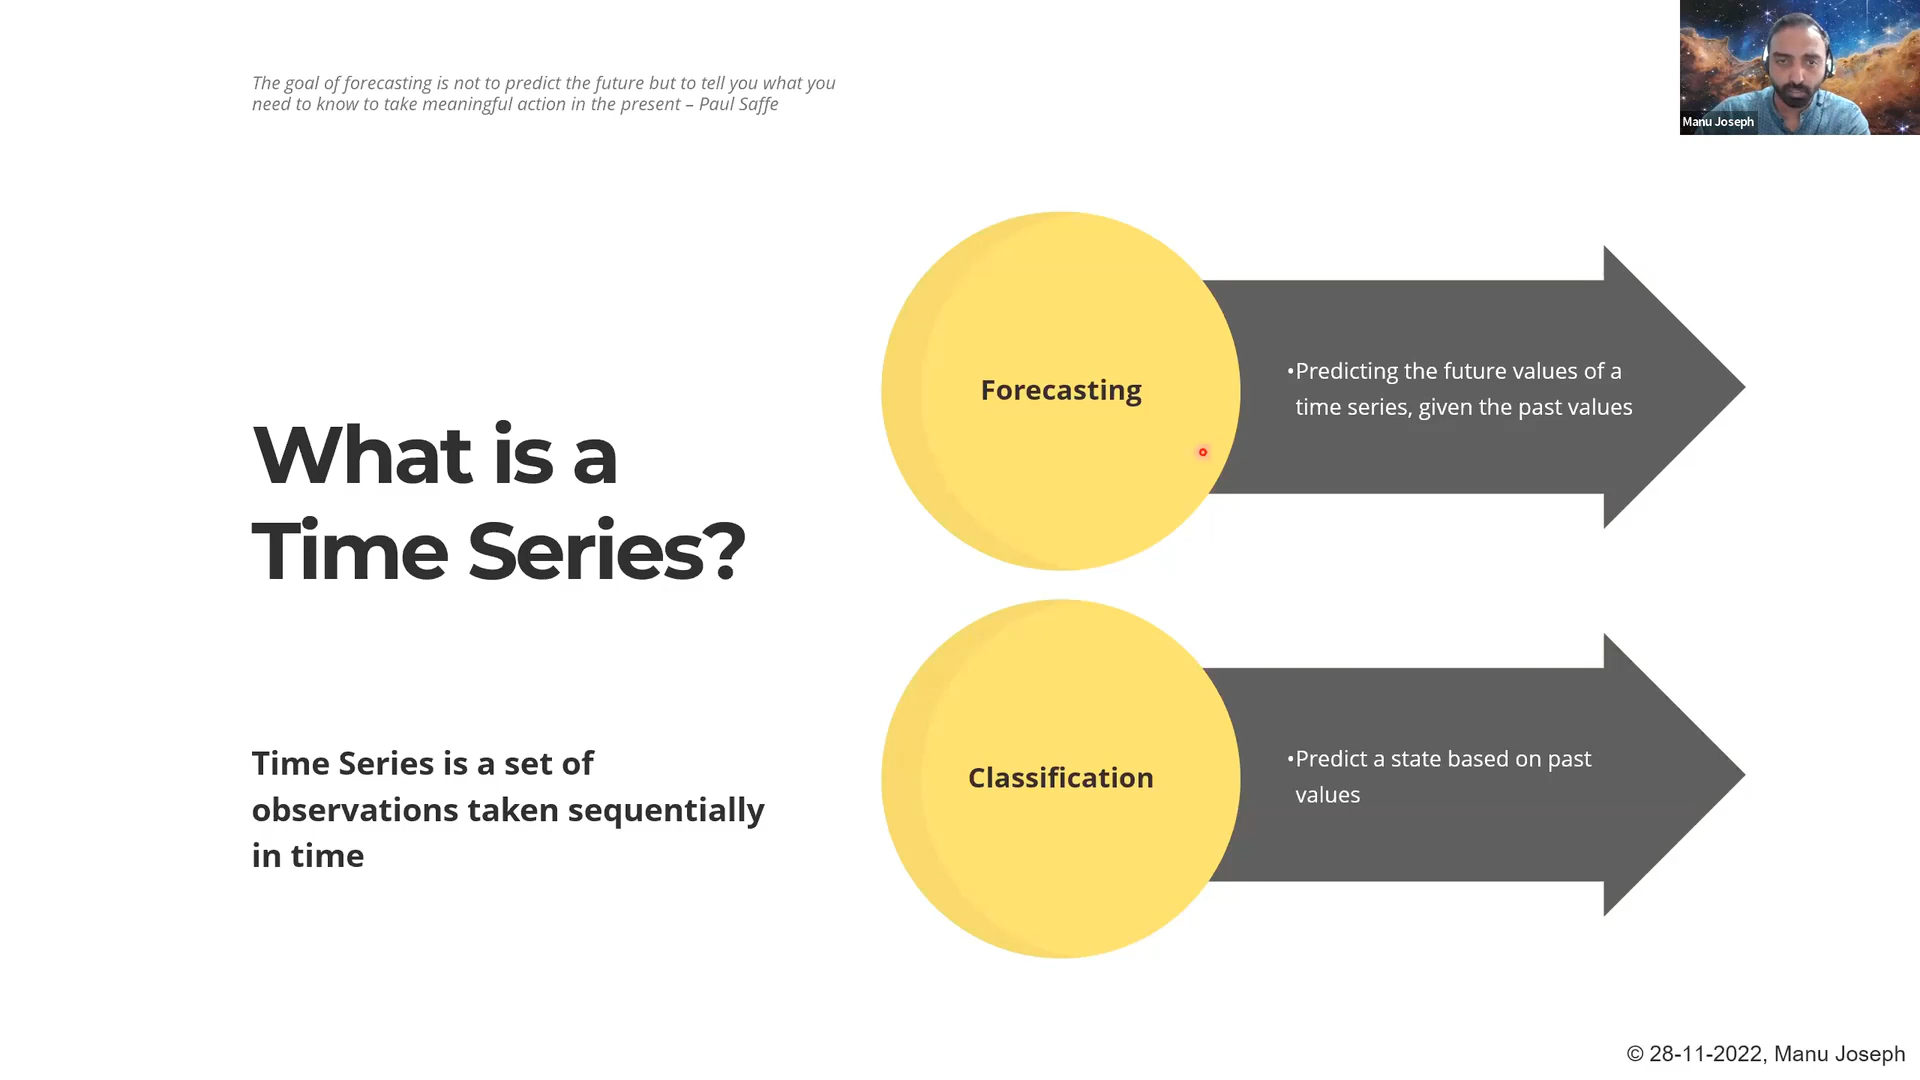 The goal of forecasting is not to predict the future but to tell you what you
need to know to take meaningful action in the present – Paul Saffe
Manu Joseph
What is a
Time Series?
Time Series is a set of
observations taken sequentially
in time
Forecasting
•Predicting the future values of a
time series, given the past values
Classification
•Predict a state based on past
values
© 28-11-2022, Manu Joseph